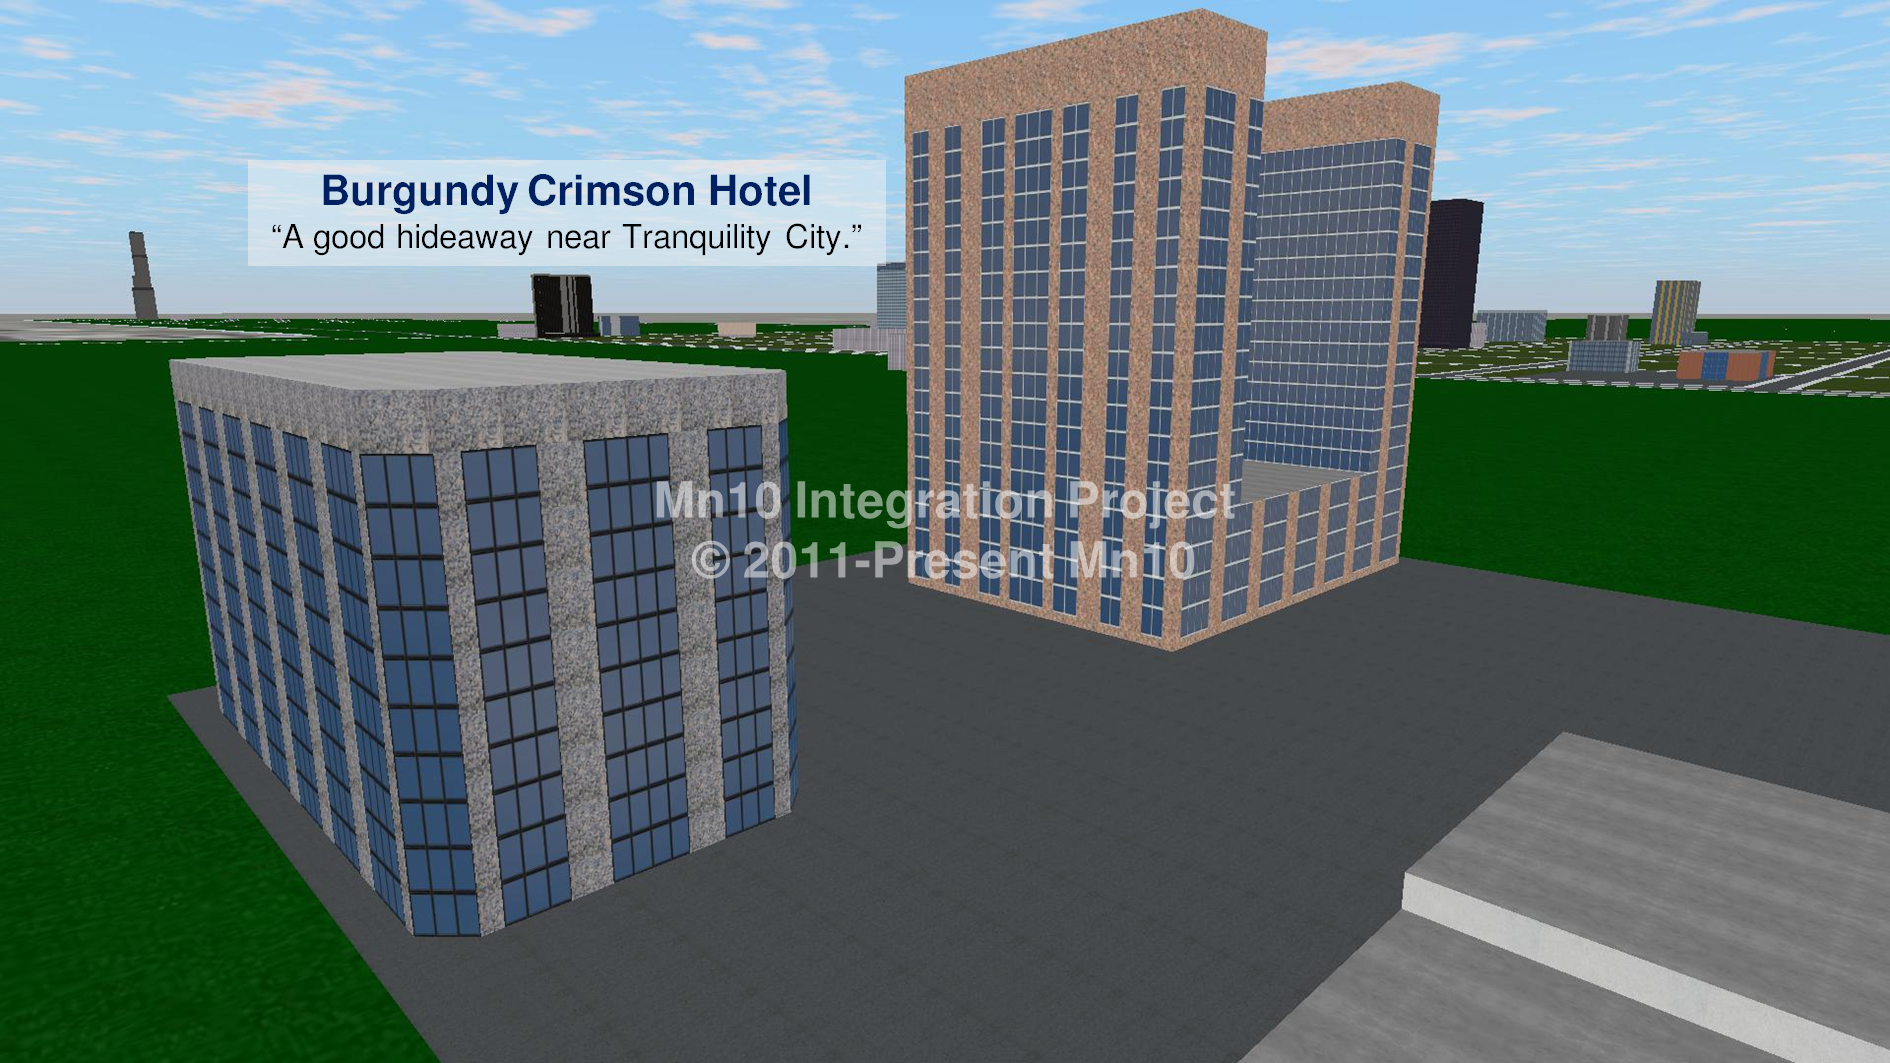 Burgundy Crimson Hotel
“A good hideaway near Tranquility City.”
Mn10 Integration Project
© 2011-Present Mn10